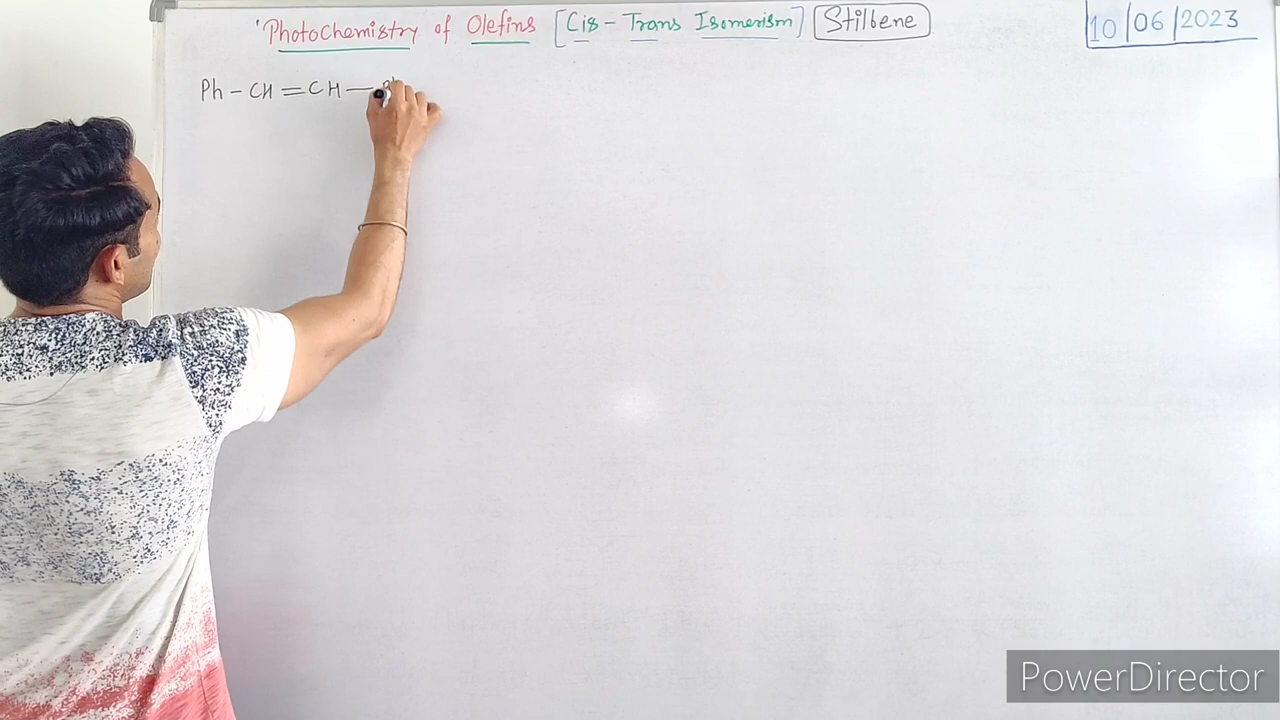 'Photochemistry of Olefins [Cis - Trans Isomerism] Stilbene
10/06/2023
Ph - CH = CH —
PowerDirector